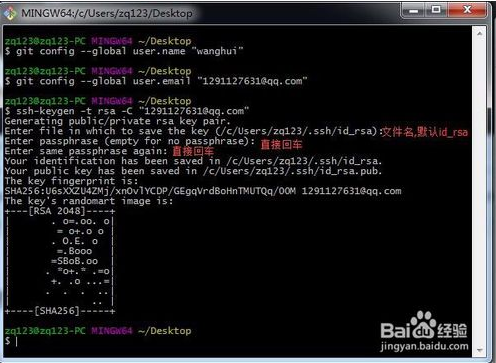 MINGW64:/c/Users/zq123/Desktop
zq123@zq123-PC MINGW64 ~/Desktop
$ git config --global user.name "wanghui"
zq123@zq123-PC MINGW64 ~/Desktop
$ git config --global user.email "1291127631@qq.com"
zq123@zq123-PC MINGW64 ~/Desktop
$ ssh-keygen -t rsa -C "1291127631@qq.com"
Generating public/private rsa key pair.
Enter file in which to save the key (/c/Users/zq123/.ssh/id_rsa):文件名,默认id_rsa
Enter passphrase (empty for no passphrase): 直接回车
Enter same passphrase again: 直接回车
Your identification has been saved in /c/Users/zq123/.ssh/id_rsa.
Your public key has been saved in /c/Users/zq123/.ssh/id_rsa.pub.
The key fingerprint is:
SHA256:U6sXXZU4ZMj/xnOvlYCDP/GEgqVrdBoHnTMUTQq/OOM 1291127631@qq.com
The key's randomart image is:
+---[RSA 2048]----+
| . o=.oo. o|
| = o+.o o |
| . O.E. o |
| =.Booo |
| =SBoB.oo |
| . *o+.* .=o|
| +. .o ...=|
| . . . ..|
| .. |
+----[SHA256]-----+
zq123@zq123-PC MINGW64 ~/Desktop
$
Baidu 经验
jingyan.baidu.com